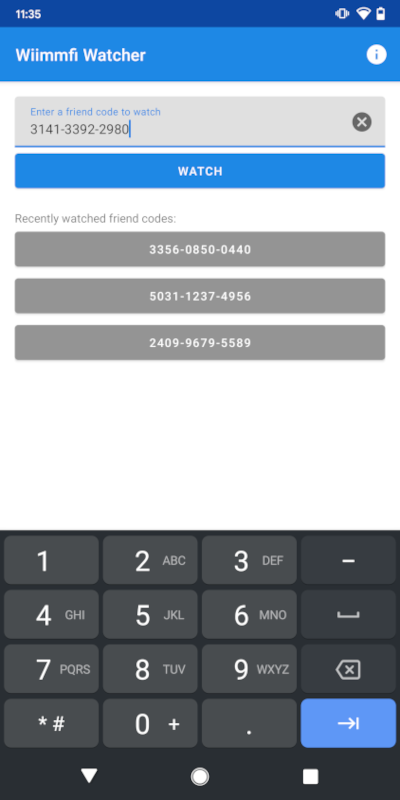 11:35
Wiimmfi Watcher
Enter a friend code to watch
3141-3392-2980
WATCH
Recently watched friend codes:
3356-0850-0440
5031-1237-4956
2409-9679-5589
1 2 ABC 3 DEF –
4 GHI 5 JKL 6 MNO
7 PQRS 8 TUV 9 WXYZ
* # 0 + .